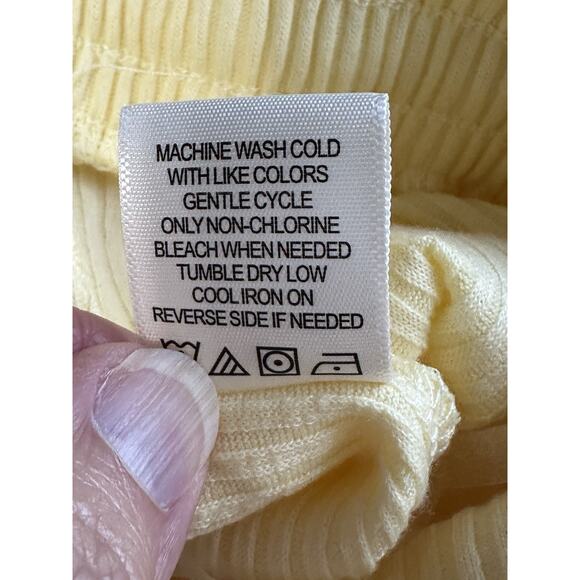 MACHINE WASH COLD
WITH LIKE COLORS
GENTLE CYCLE
ONLY NON-CHLORINE
BLEACH WHEN NEEDED
TUMBLE DRY LOW
COOL IRON ON
REVERSE SIDE IF NEEDED